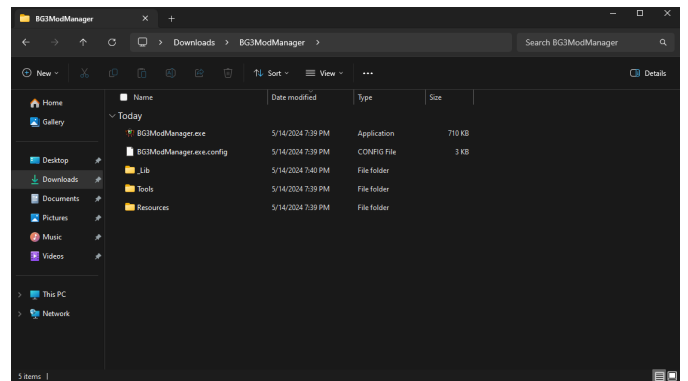 BG3ModManager
Downloads > BG3ModManager >
Search BG3ModManager
New
Sort
View
Details
Home
Gallery
Desktop
Downloads
Documents
Pictures
Music
Videos
This PC
Network
Name Date modified Type Size
Today
BG3ModManager.exe 5/14/2024 7:39 PM Application 710 KB
BG3ModManager.exe.config 5/14/2024 7:39 PM CONFIG File 3 KB
_Lib 5/14/2024 7:40 PM File folder
Tools 5/14/2024 7:39 PM File folder
Resources 5/14/2024 7:39 PM File folder
5 items